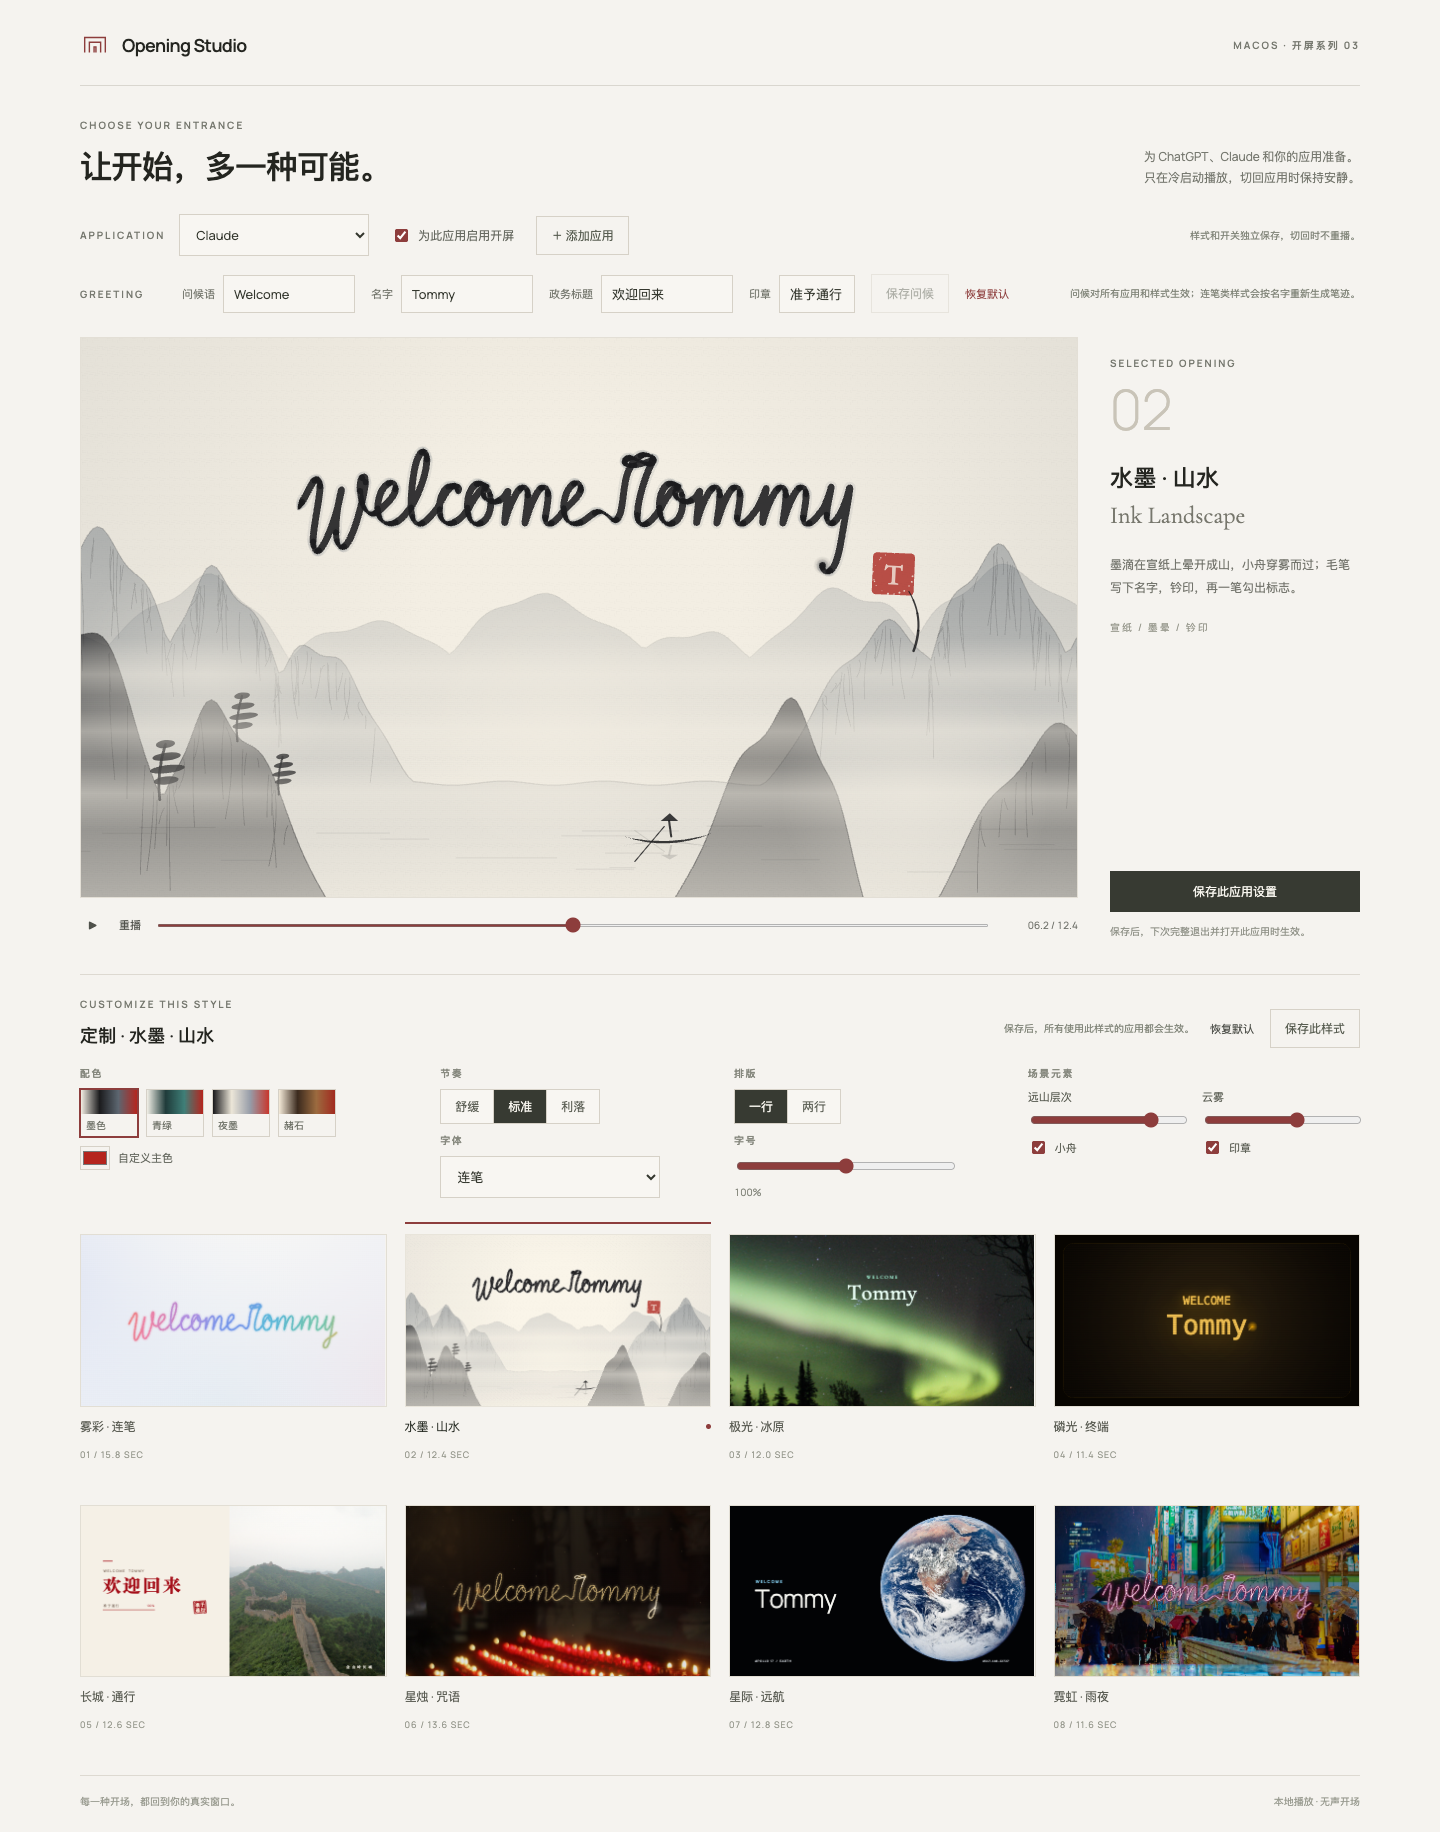 Opening Studio
MACOS · 开屏系列 03
CHOOSE YOUR ENTRANCE
让开始，多一种可能。
为 ChatGPT、Claude 和你的应用准备。
只在冷启动播放，切回应用时保持安静。
APPLICATION
Claude
为此应用启用开屏
+ 添加应用
样式和开关独立保存，切回时不重播。
GREETING
问候语
Welcome
名字
Tommy
政务标题
欢迎回来
印章
准予通行
保存问候
恢复默认
问候对所有应用和样式生效；连笔类样式会按名字重新生成笔迹。
Welcome Tommy
T
SELECTED OPENING
02
水墨 · 山水
Ink Landscape
墨滴在宣纸上晕开成山，小舟穿雾而过；毛笔
写下名字，钤印，再一笔勾出标志。
宣纸 / 墨晕 / 钤印
保存此应用设置
保存后，下次完整退出并打开此应用时生效。
重播
06.2 / 12.4
CUSTOMIZE THIS STYLE
定制 · 水墨 · 山水
保存后，所有使用此样式的应用都会生效。
恢复默认
保存此样式
配色
墨色
青绿
夜墨
赭石
自定义主色
节奏
舒缓
标准
利落
字体
连笔
排版
一行
两行
字号
100%
场景元素
远山层次
云雾
小舟
印章
Welcome Tommy
Welcome Tommy
T
WELCOME
Tommy
WELCOME
Tommy
雾彩 · 连笔
01 / 15.8 SEC
水墨 · 山水
02 / 12.4 SEC
极光 · 冰原
03 / 12.0 SEC
磷光 · 终端
04 / 11.4 SEC
WELCOME TOMMY
欢迎回来
准予通行
Welcome Tommy
WELCOME
Tommy
Welcome Tommy
长城 · 通行
05 / 12.6 SEC
星烛 · 咒语
06 / 13.6 SEC
星际 · 远航
07 / 12.8 SEC
霓虹 · 雨夜
08 / 11.6 SEC
每一种开场，都回到你的真实窗口。
本地播放 · 无声开场